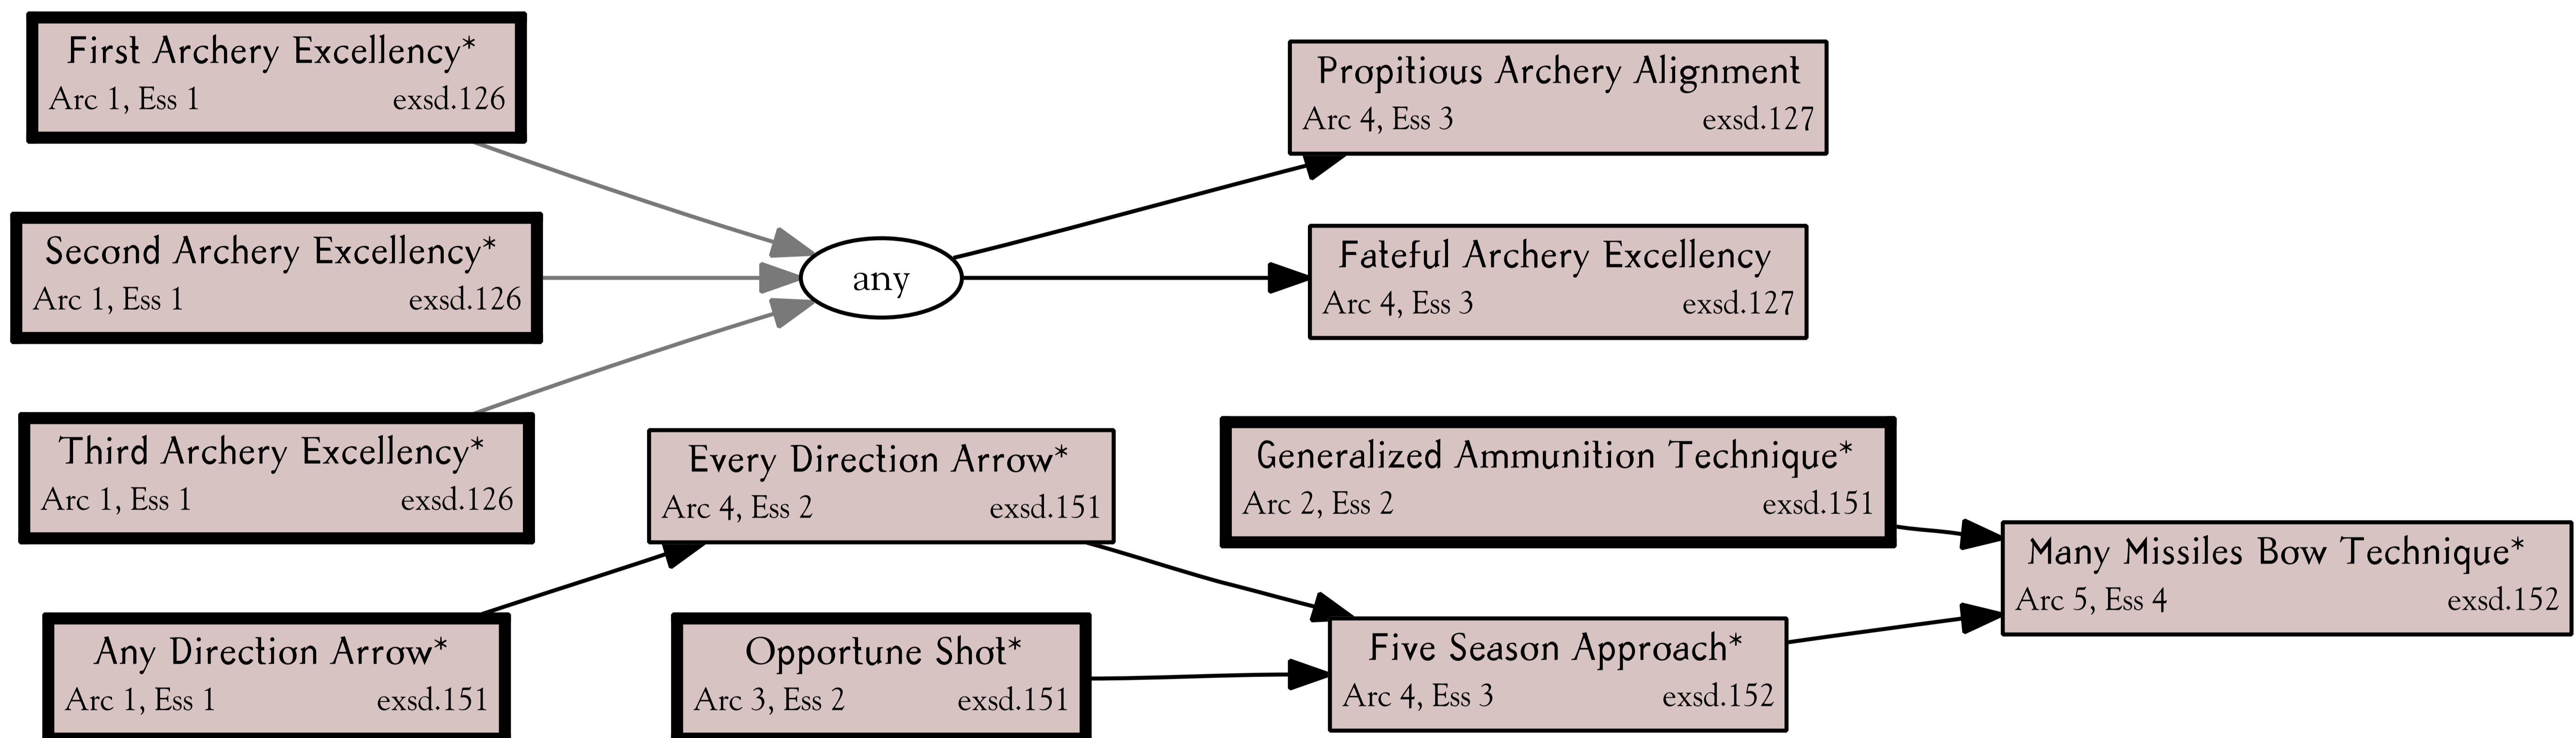 First Archery Excellency*
Arc 1, Ess 1 exsd.126
Propitious Archery Alignment
Arc 4, Ess 3 exsd.127
Second Archery Excellency*
Arc 1, Ess 1 exsd.126
any
Fateful Archery Excellency
Arc 4, Ess 3 exsd.127
Third Archery Excellency*
Arc 1, Ess 1 exsd.126
Every Direction Arrow*
Arc 4, Ess 2 exsd.151
Generalized Ammunition Technique*
Arc 2, Ess 2 exsd.151
Many Missiles Bow Technique*
Arc 5, Ess 4 exsd.152
Any Direction Arrow*
Arc 1, Ess 1 exsd.151
Opportune Shot*
Arc 3, Ess 2 exsd.151
Five Season Approach*
Arc 4, Ess 3 exsd.152